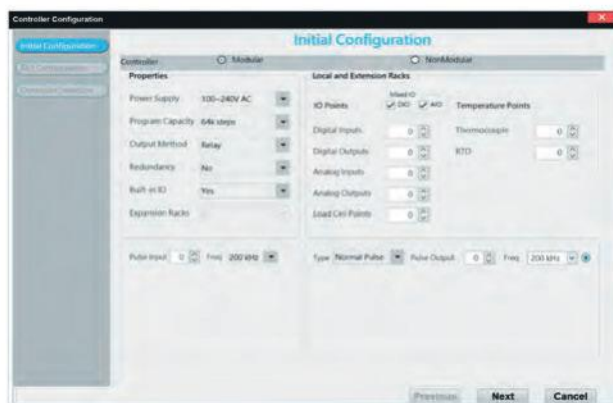 Controller Configuration
Initial Configuration
Initial Configuration
Controller Modular NonModular
Properties
Power Supply 100~240V AC
Program Capacity 64k steps
Output Method Relay
Redundancy No
Built-in IO Yes
Expansion Racks
Local and Extension Racks
Mixed IO
IO Points DIO AIO Temperature Points
Digital Inputs 0 Thermocouple 0
Digital Outputs 0 RTD 0
Analog Inputs 0
Analog Outputs 0
Load Cell Points 0
Pulse Input 0 Freq 200 kHz
Type Normal Pulse Pulse Output 0 Freq 200 kHz
Previous Next Cancel